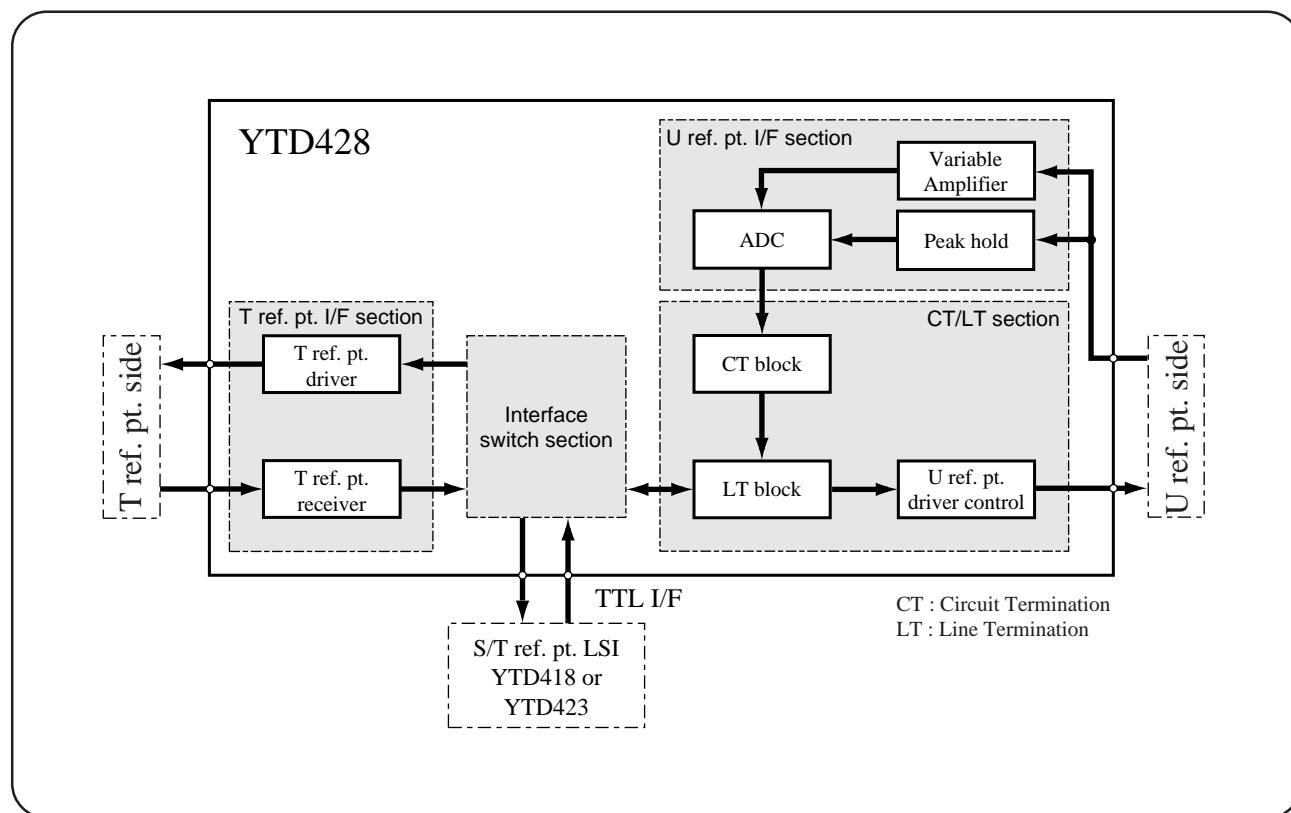 YTD428
U ref. pt. I/F section
Variable
Amplifier
ADC
Peak hold
T ref. pt. I/F section
CT/LT section
T ref. pt. side
T ref. pt.
driver
CT block
U ref. pt. side
Interface
switch section
T ref. pt.
receiver
LT block
U ref. pt.
driver control
TTL I/F
CT : Circuit Termination
LT : Line Termination
S/T ref. pt. LSI
YTD418 or
YTD423